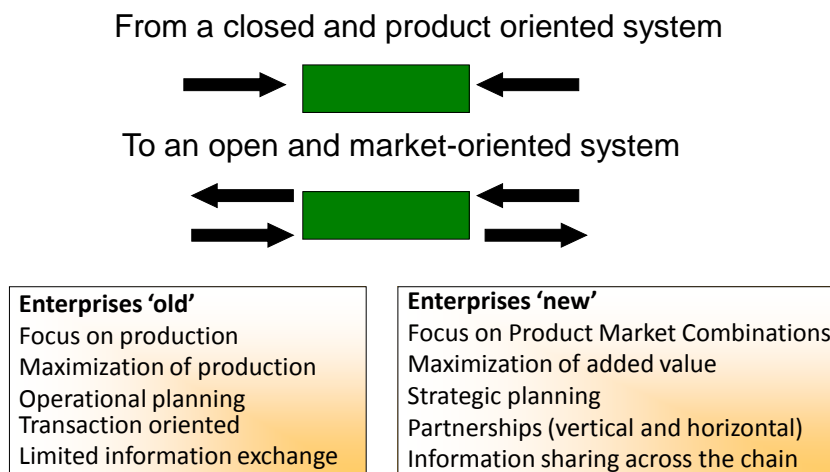 From a closed and product oriented system
To an open and market-oriented system
Enterprises ‘old’
Focus on production
Maximization of production
Operational planning
Transaction oriented
Limited information exchange
Enterprises ‘new’
Focus on Product Market Combinations
Maximization of added value
Strategic planning
Partnerships (vertical and horizontal)
Information sharing across the chain